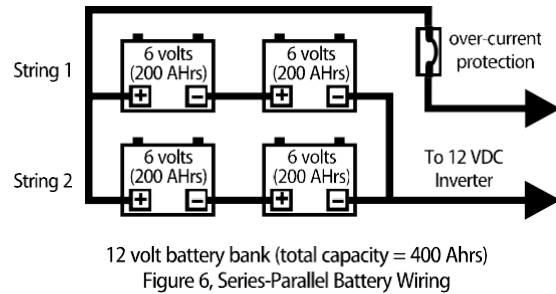 String 1
6 volts
(200 AHrs)
+ −
6 volts
(200 AHrs)
+ −
over-current
protection
String 2
6 volts
(200 AHrs)
+ −
6 volts
(200 AHrs)
+ −
To 12 VDC
Inverter
12 volt battery bank (total capacity = 400 Ahrs)
Figure 6, Series-Parallel Battery Wiring